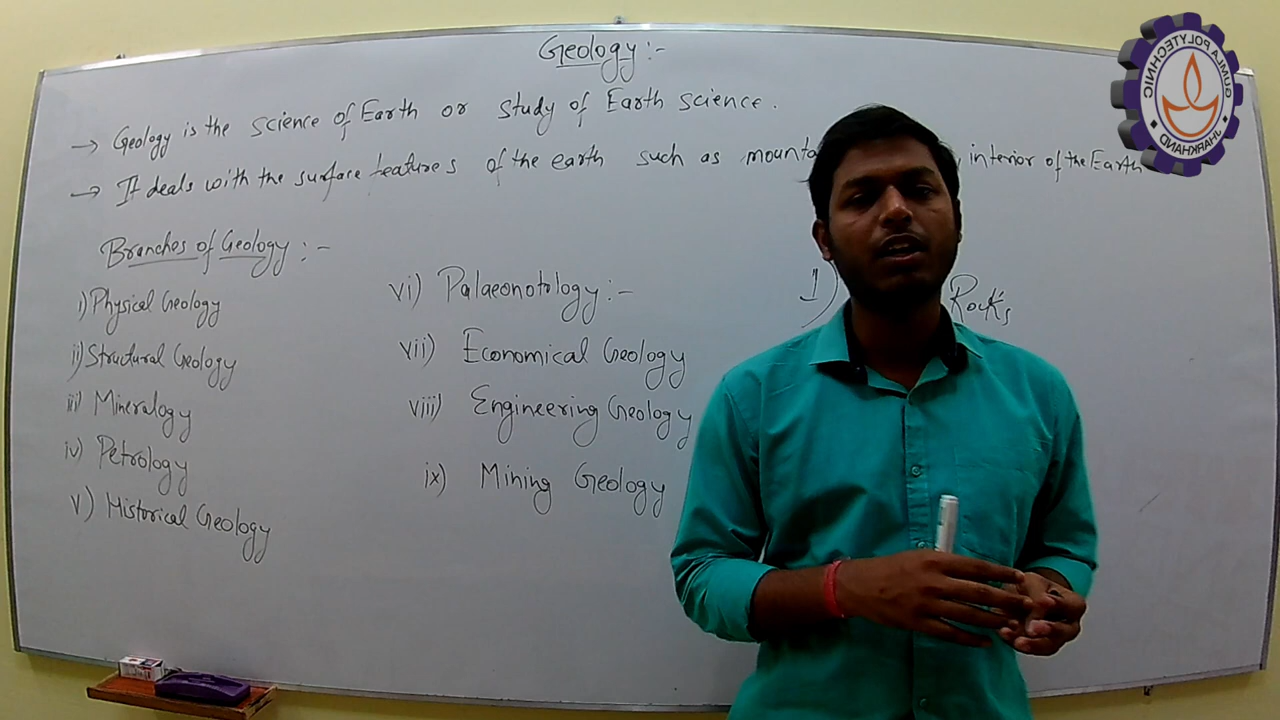 Geology :-
→ Geology is the science of Earth or study of Earth science.
→ It deals with the surface features of the earth such as mounta , interior of the Earth
Branches of Geology :-
i) Physical Geology
ii) Structural Geology
iii) Mineralogy
iv) Petrology
v) Historical Geology
vi) Palaeonotology :-
vii) Economical Geology
viii) Engineering Geology
ix) Mining Geology
1) Rocks
GUMLA POLYTECHNIC
JHARKHAND